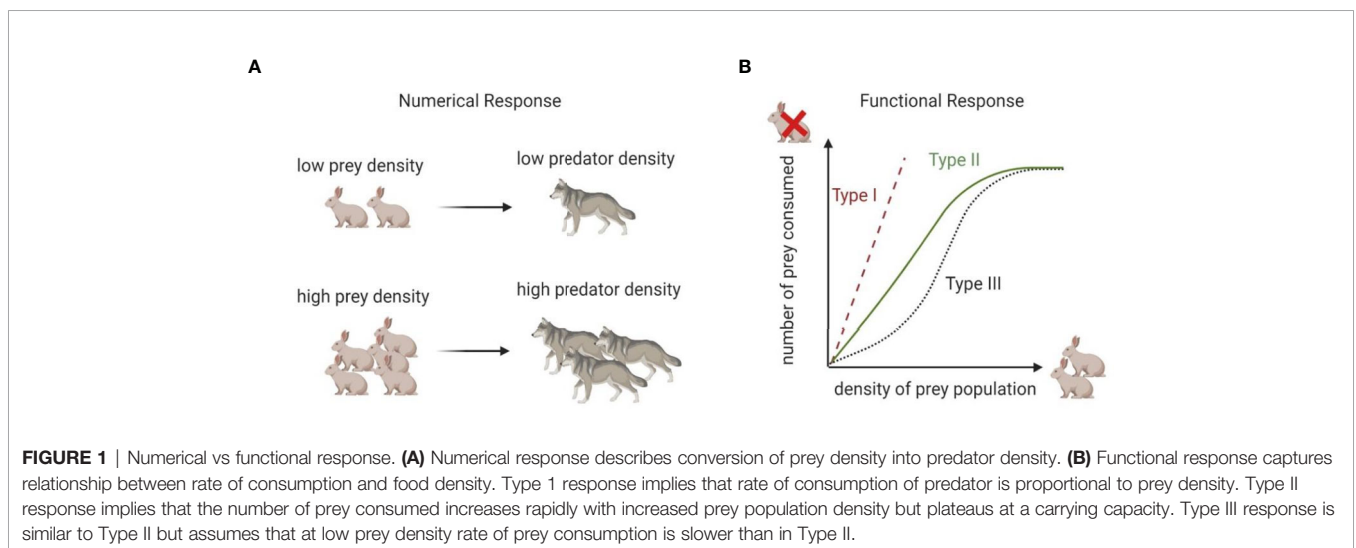 A
Numerical Response
low prey density
low predator density
high prey density
high predator density
B
Functional Response
number of prey consumed
Type I
Type II
Type III
density of prey population
FIGURE 1 | Numerical vs functional response. (A) Numerical response describes conversion of prey density into predator density. (B) Functional response captures
relationship between rate of consumption and food density. Type 1 response implies that rate of consumption of predator is proportional to prey density. Type II
response implies that the number of prey consumed increases rapidly with increased prey population density but plateaus at a carrying capacity. Type III response is
similar to Type II but assumes that at low prey density rate of prey consumption is slower than in Type II.